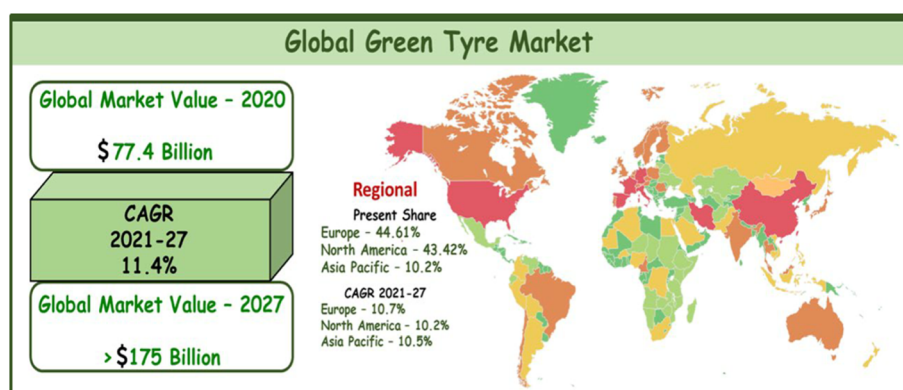 Global Green Tyre Market
Global Market Value - 2020
$ 77.4 Billion
CAGR
2021-27
11.4%
Global Market Value - 2027
> $175 Billion
Regional
Present Share
Europe - 44.61%
North America - 43.42%
Asia Pacific - 10.2%
CAGR 2021-27
Europe - 10.7%
North America - 10.2%
Asia Pacific - 10.5%